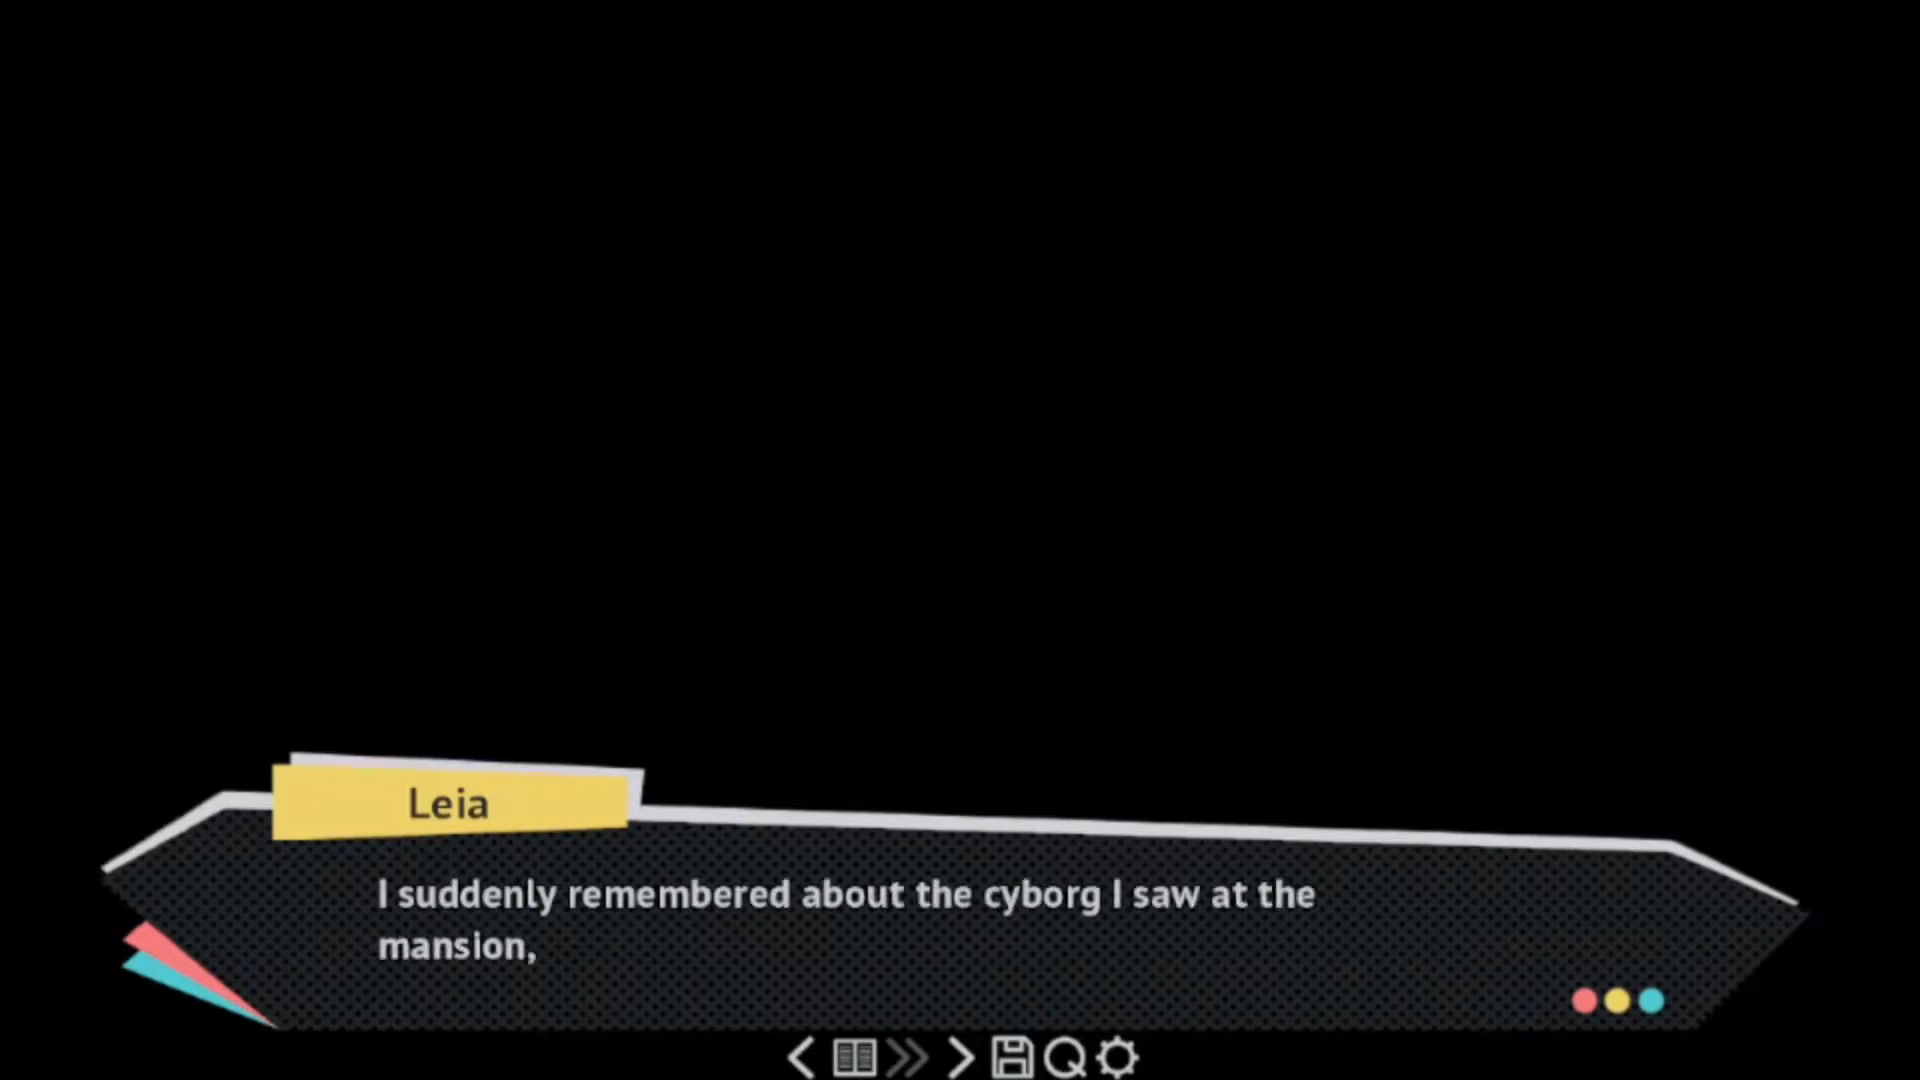 Leia
I suddenly remembered about the cyborg I saw at the
mansion,